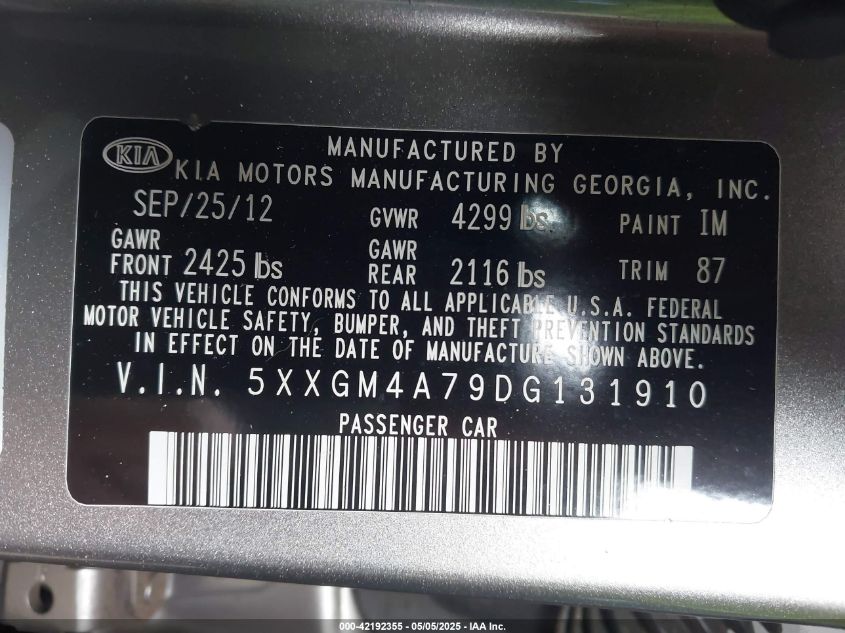 KIA
MANUFACTURED BY
KIA MOTORS MANUFACTURING GEORGIA, INC.
SEP/25/12 GVWR 4299 lbs PAINT IM
GAWR FRONT 2425 lbs GAWR REAR 2116 lbs TRIM 87
THIS VEHICLE CONFORMS TO ALL APPLICABLE U.S.A. FEDERAL
MOTOR VEHICLE SAFETY, BUMPER, AND THEFT PREVENTION STANDARDS
IN EFFECT ON THE DATE OF MANUFACTURE SHOWN ABOVE.
V.I.N. 5XXGM4A79DG131910
PASSENGER CAR
000-42192355 - 05/05/2025 - IAA Inc.